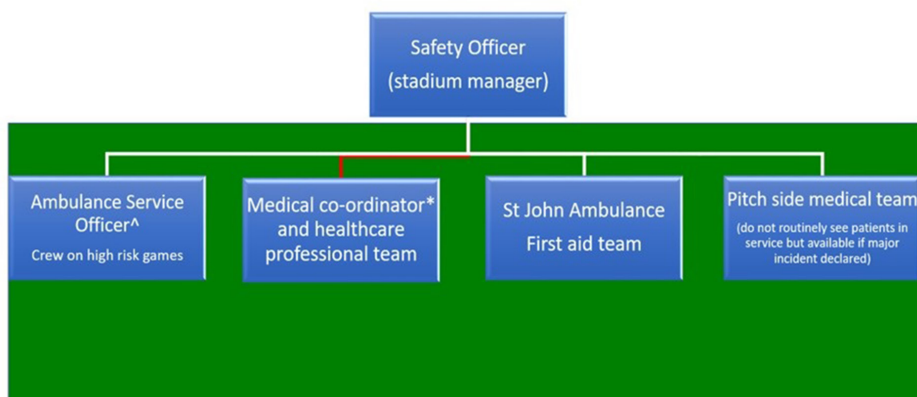 Safety Officer
(stadium manager)
Ambulance Service
Officer^
Crew on high risk games
Medical co-ordinator*
and healthcare
professional team
St John Ambulance
First aid team
Pitch side medical team
(do not routinely see patients in
service but available if major
incident declared)